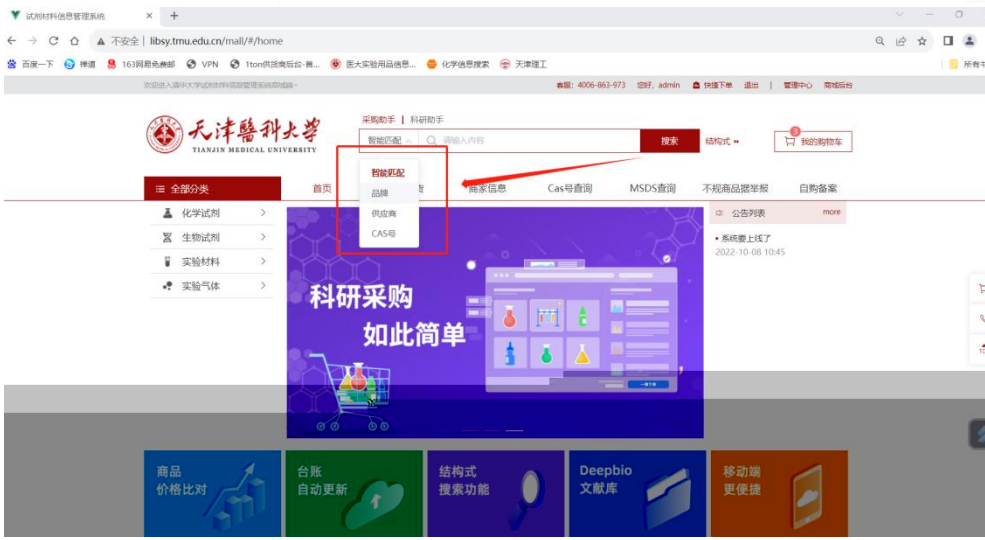 试剂材料信息管理系统
不安全 | libsy.tmu.edu.cn/mall/#/home
百度一下 禅道 163网易免费邮 VPN 1ton供货商后台-首... 医大实验用品信息... 化学信息搜索 天津理工
客服: 4006-863-973 您好, admin 快捷下单 退出 | 管理中心 商城后台
采购助手 | 科研助手
天津醫科大学
TIANJIN MEDICAL UNIVERSITY
智能匹配 请输入内容 搜索 结构式 3 我的购物车
智能匹配
品牌
供应商
CAS号
全部分类 首页 商家信息 Cas号查询 MSDS查询 不规商品据举报 自购备案
化学试剂
生物试剂
实验材料
实验气体
公告列表 more
• 系统要上线了
2022-10-08 10:45
科研采购
如此简单
商品
价格比对
台账
自动更新
结构式
搜索功能
Deepbio
文献库
移动端
更便捷